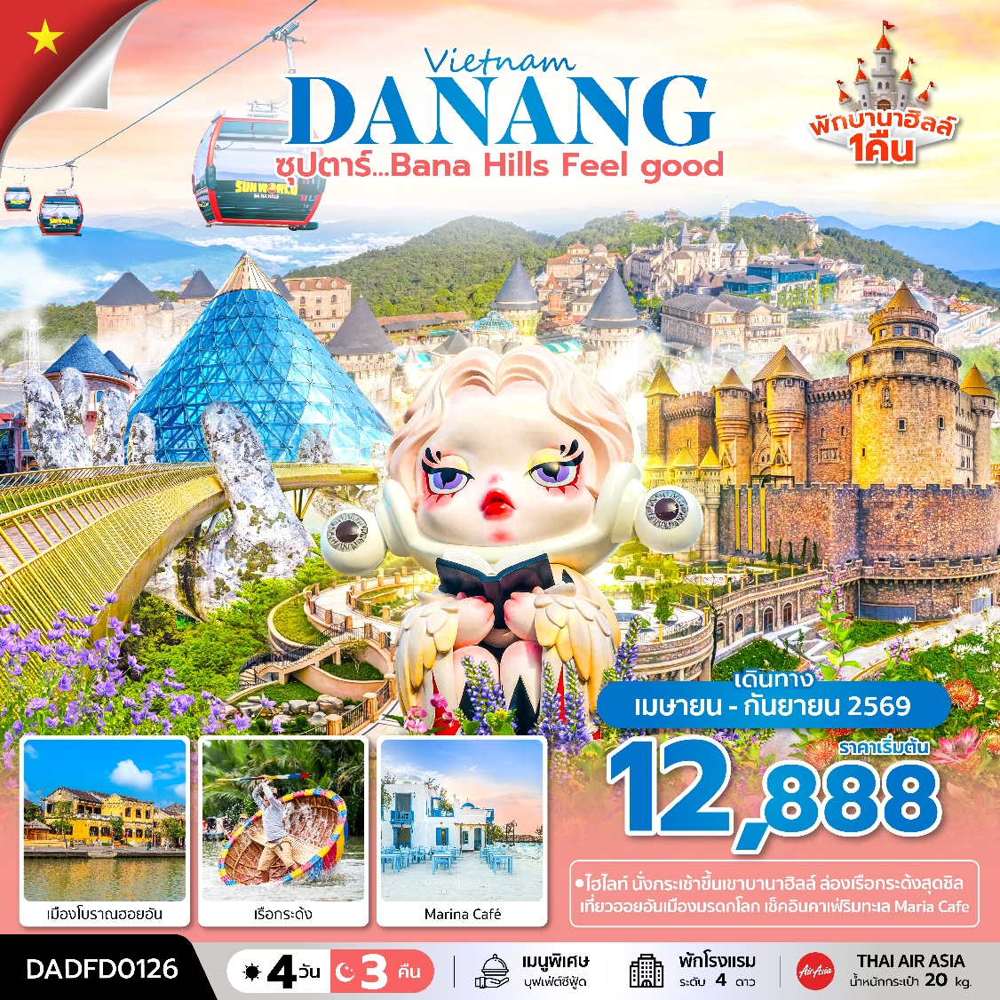 Vietnam
DANANG
ซุปตาร์...Bana Hills Feel good
พักบานาฮิลล์
1คืน
SUN WORLD
BA NA HILLS
เดินทาง
เมษายน - กันยายน 2569
ราคาเริ่มต้น
12,888
•ไฮไลท์ นั่งกระเช้าขึ้นเขาบานาฮิลล์ ล่องเรือกระด้งสุดชิล
เที่ยวฮอยอันเมืองมรดกโลก เช็คอินคาเฟ่ริมทะเล Maria Cafe
เมืองโบราณฮอยอัน
เรือกระด้ง
Marina Café
DADFD0126
4 วัน 3 คืน
เมนูพิเศษ
บุฟเฟ่ต์ซีฟู้ด
พักโรงแรม
ระดับ 4 ดาว
AirAsia
THAI AIR ASIA
น้ำหนักกระเป๋า 20 kg.